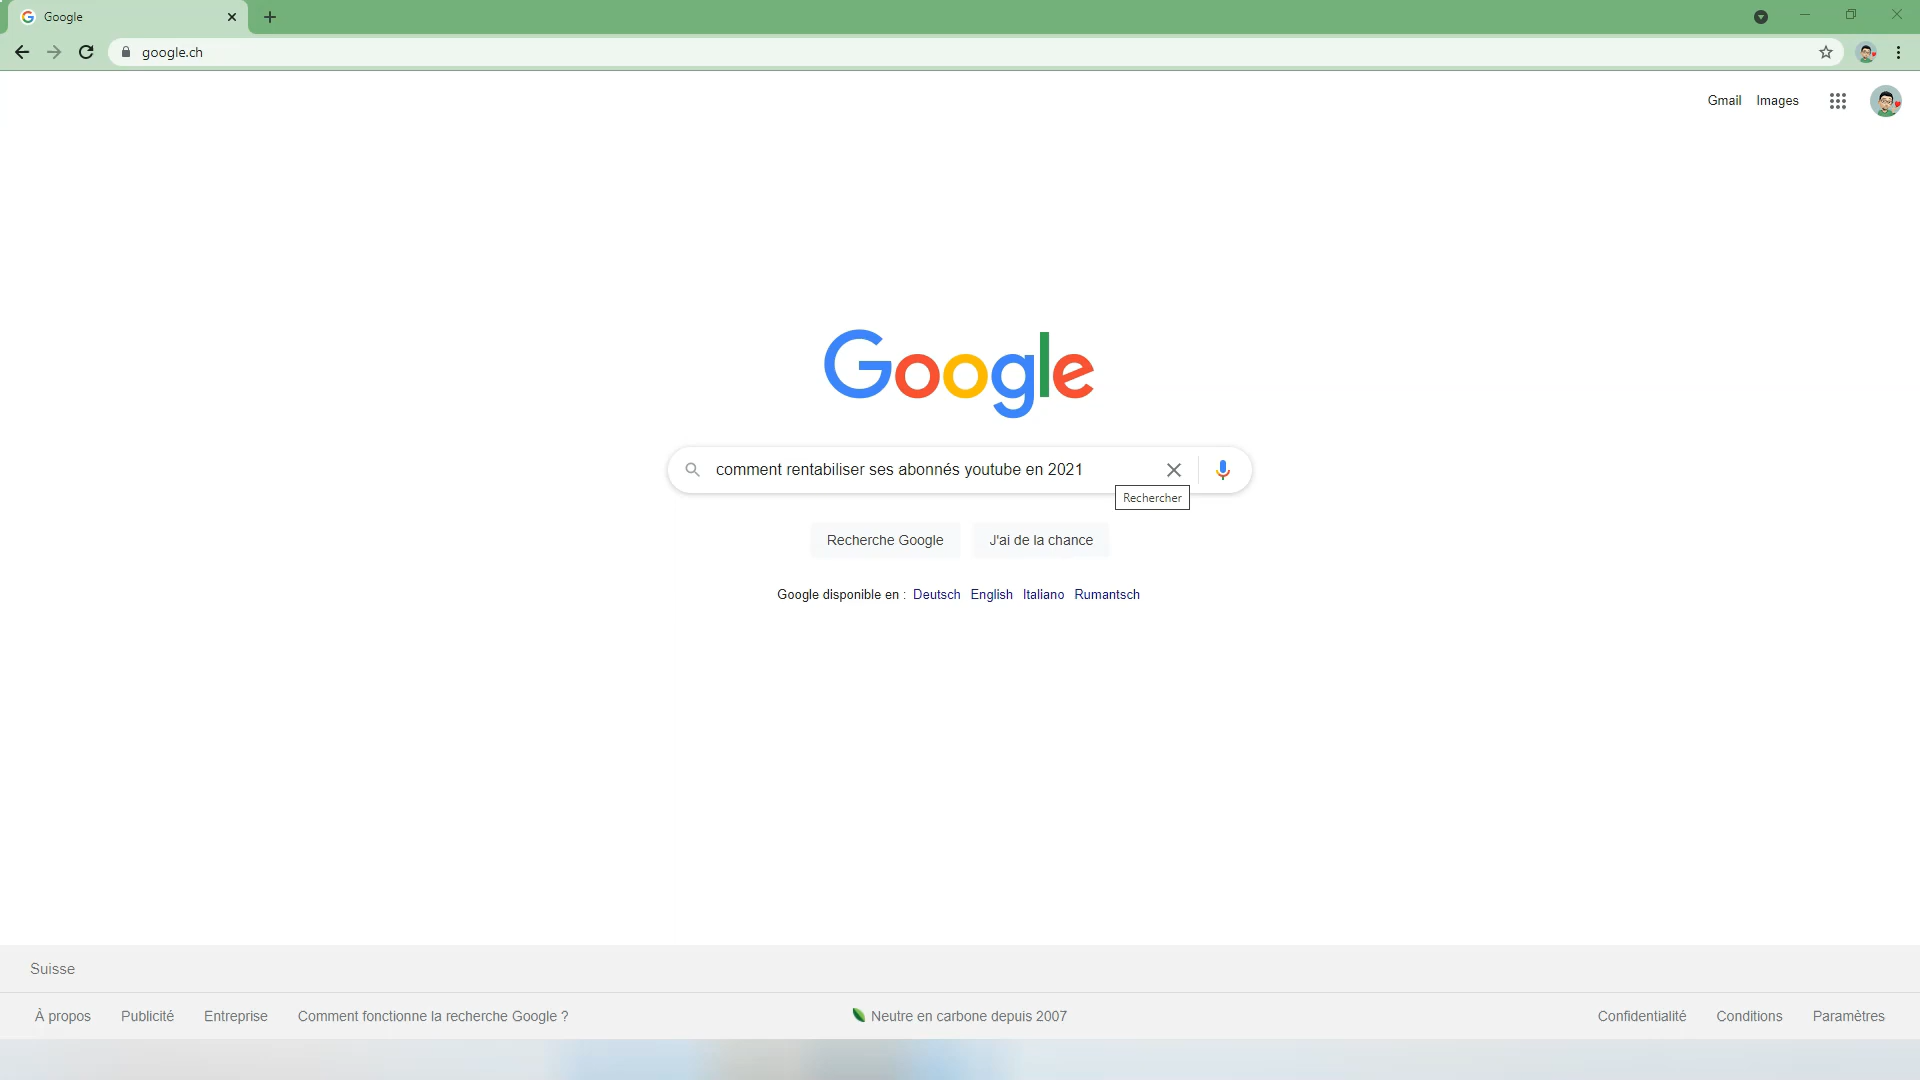 Google
google.ch
Gmail Images
Google
comment rentabiliser ses abonnés youtube en 2021
Rechercher
Recherche Google J'ai de la chance
Google disponible en : Deutsch English Italiano Rumantsch
Suisse
À propos Publicité Entreprise Comment fonctionne la recherche Google ? Neutre en carbone depuis 2007 Confidentialité Conditions Paramètres